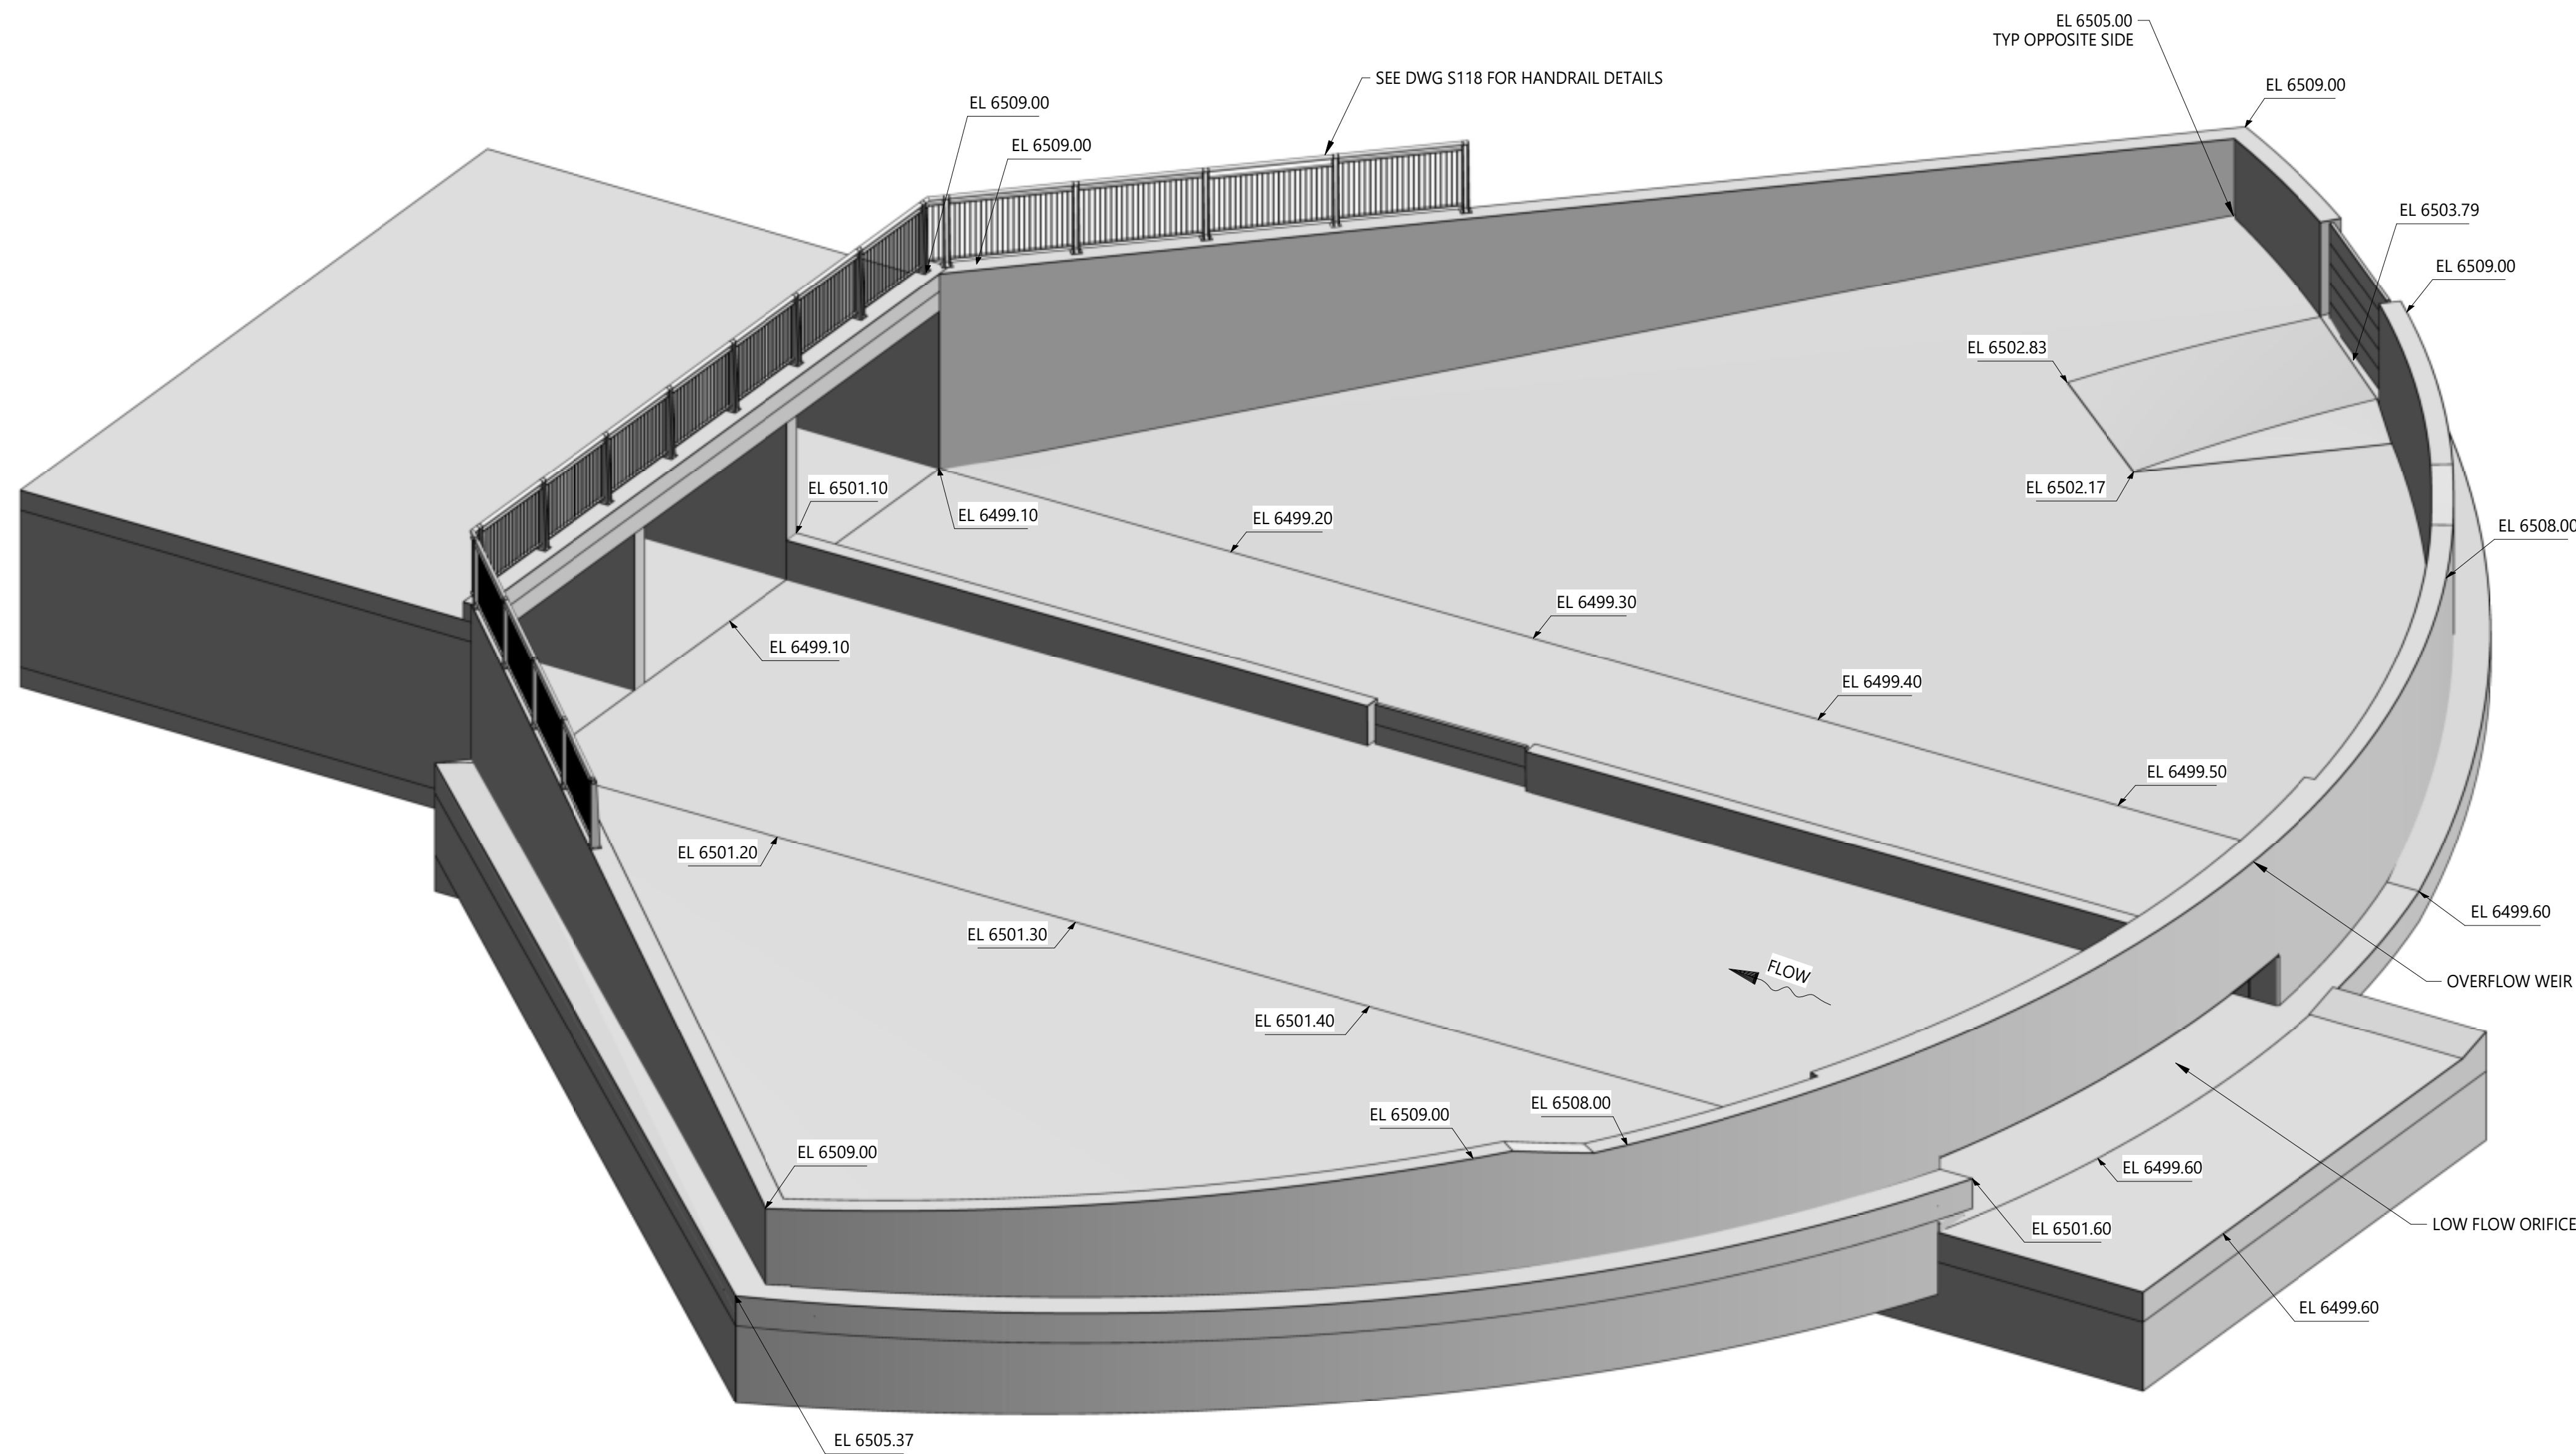 EL 6505.00
TYP OPPOSITE SIDE
SEE DWG S118 FOR HANDRAIL DETAILS
EL 6509.00
EL 6509.00
EL 6509.00
EL 6503.79
EL 6509.00
EL 6502.83
EL 6501.10
EL 6502.17
EL 6499.10
EL 6499.20
EL 6508.00
EL 6499.30
EL 6499.10
EL 6499.40
EL 6499.50
EL 6501.20
EL 6499.60
EL 6501.30
FLOW
OVERFLOW WEIR
EL 6501.40
EL 6508.00
EL 6509.00
EL 6509.00
EL 6499.60
LOW FLOW ORIFICE
EL 6501.60
EL 6499.60
EL 6505.37